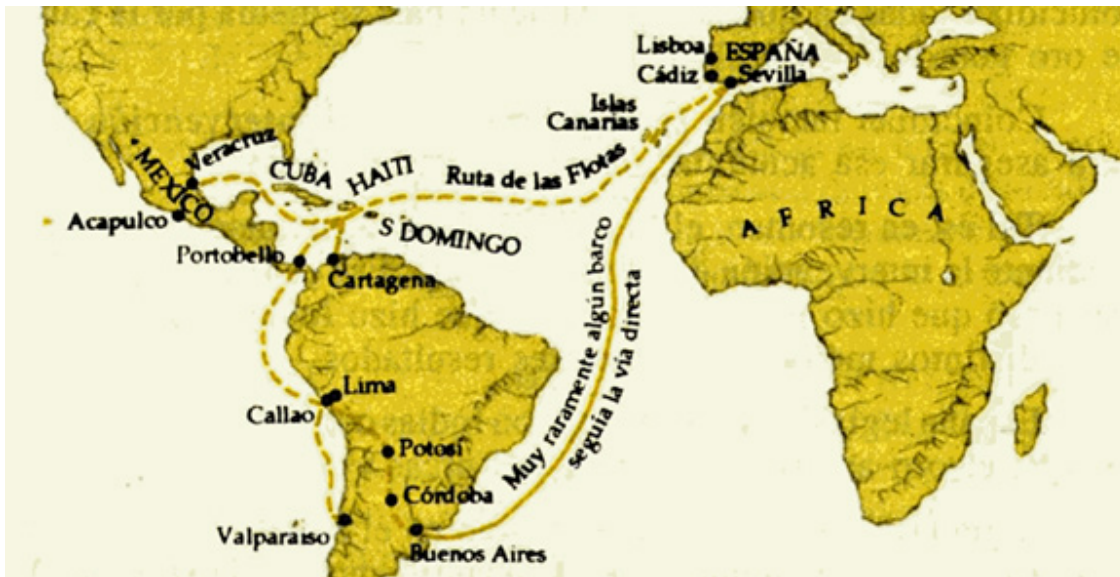 Lisboa
ESPAÑA
Cádiz
Sevilla
Islas
Canarias
Veracruz
MEXICO
CUBA
HAITI
Ruta de las Flotas
Acapulco
S DOMINGO
AFRICA
Portobello
Cartagena
Muy raramente algún barco
seguía la vía directa
Lima
Callao
Potosí
Córdoba
Valparaiso
Buenos Aires